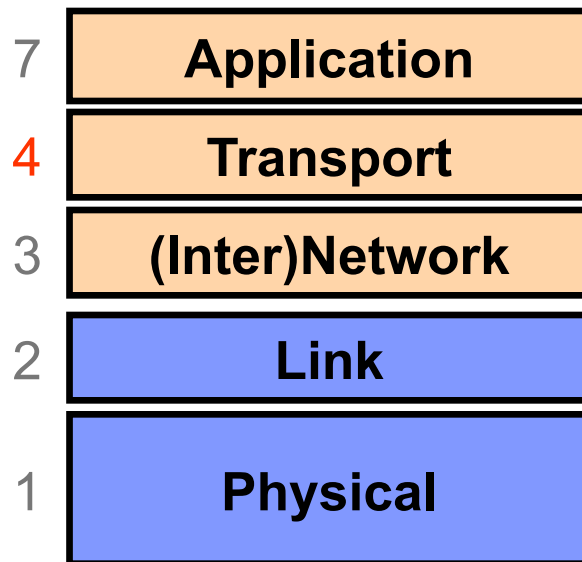 7 Application
4 Transport
3 (Inter)Network
2 Link
1 Physical